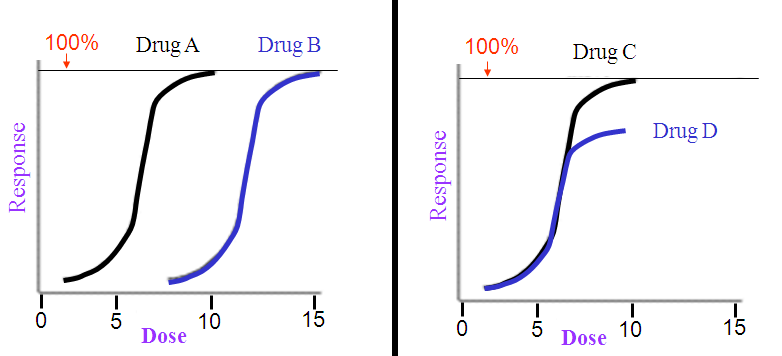 100%
Drug A
Drug B
Response
0
5
10
15
Dose
100%
Drug C
Drug D
Response
0
5
10
15
Dose